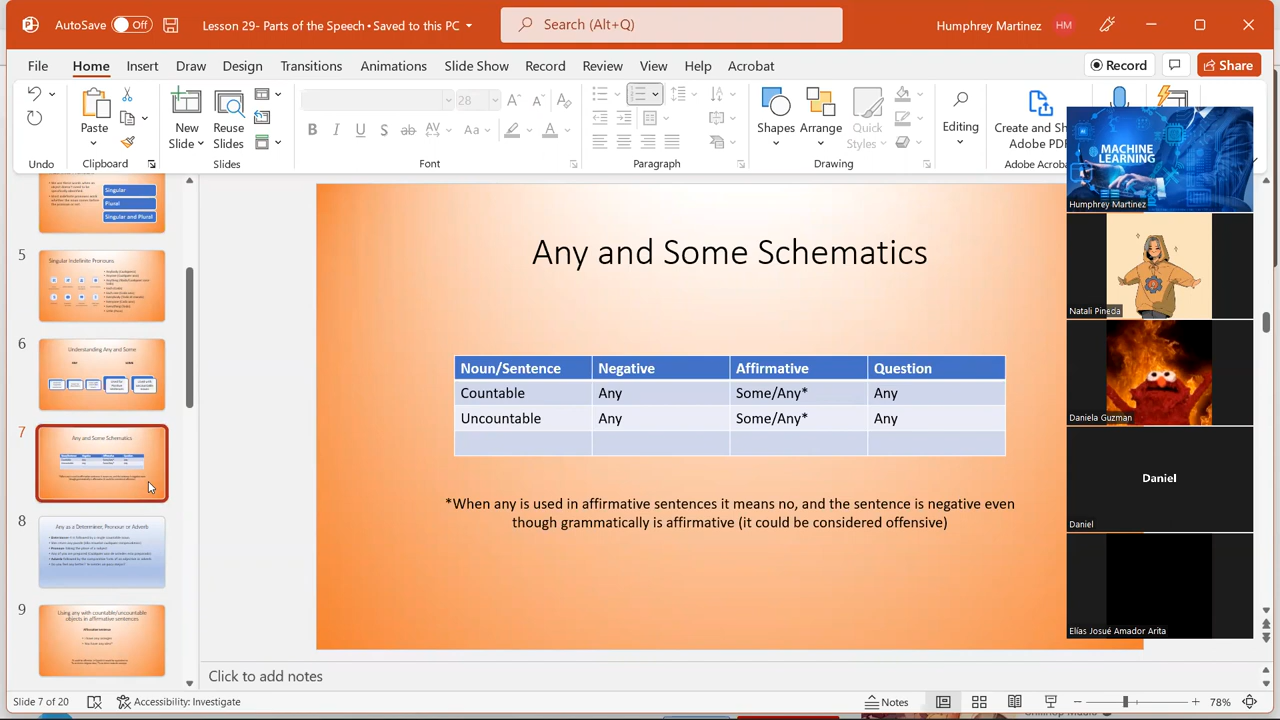 AutoSave Off Lesson 29- Parts of the Speech • Saved to this PC Search (Alt+Q) Humphrey Martinez HM
File Home Insert Draw Design Transitions Animations Slide Show Record Review View Help Acrobat Record Share
28
Paste New Slide Reuse Slides Shapes Arrange Quick Styles Editing Create and Sh Adobe PDF
Undo Clipboard Slides Font Paragraph Drawing Adobe Acroba
MACHINE LEARNING
Humphrey Martinez
Natali Pineda
Daniela Guzman
Daniel
Daniel
Elías Josué Amador Arita
Singular
Plural
Singular and Plural
5
Singular Indefinite Pronouns
6
Understanding Any and Some
7
Any and Some Schematics
8
Any as a Determiner, Pronoun or Adverb
9
Using any with countable/uncountable
objects in affirmative sentences
Any and Some Schematics
Noun/Sentence Negative Affirmative Question
Countable Any Some/Any* Any
Uncountable Any Some/Any* Any
*When any is used in affirmative sentences it means no, and the sentence is negative even
though grammatically is affirmative (it could be considered offensive)
Click to add notes
Slide 7 of 20 Accessibility: Investigate Notes 78%